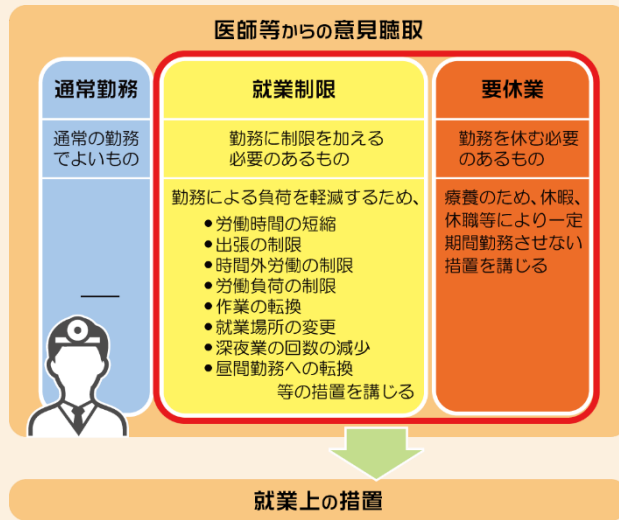 医師等からの意見聴取
通常勤務
通常の勤務
でよいもの
——
就業制限
勤務に制限を加える
必要のあるもの
勤務による負荷を軽減するため、
●労働時間の短縮
●出張の制限
●時間外労働の制限
●労働負荷の制限
●作業の転換
●就業場所の変更
●深夜業の回数の減少
●昼間勤務への転換
等の措置を講じる
要休業
勤務を休む必要
のあるもの
療養のため、休暇、
休職等により一定
期間勤務させない
措置を講じる
就業上の措置